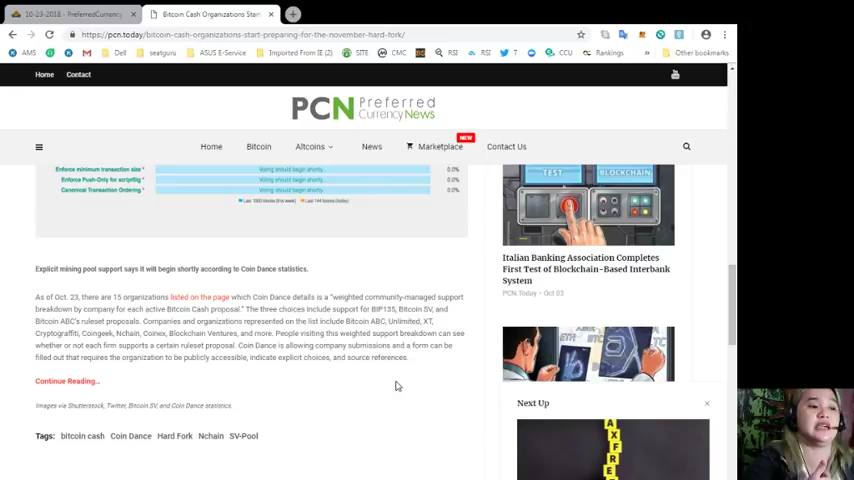 10-23-2018 - PreferredCurrency
Bitcoin Cash Organizations Start
https://pcn.today/bitcoin-cash-organizations-start-preparing-for-the-november-hard-fork/
AMS K Dell seatguru ASUS E-Service Imported From IE (2) SITE CMC RSI RSI T CCU Rankings » Other bookmarks
Home Contact
PCN Preferred Currency News
NEW
Home Bitcoin Altcoins News Marketplace Contact Us
Enforce minimum transaction size * Voting should begin shortly. 0.0%
Enforce Push-Only for scriptSig * Voting should begin shortly. 0.0%
Canonical Transaction Ordering * Voting should begin shortly. 0.0%
Last 1000 blocks (this week) Last 144 blocks (today)
TEST BLOCKCHAIN
Explicit mining pool support says it will begin shortly according to Coin Dance statistics.
Italian Banking Association Completes
First Test of Blockchain-Based Interbank
System
PCN.Today • Oct 03
As of Oct. 23, there are 15 organizations listed on the page which Coin Dance details is a "weighted community-managed support
breakdown by company for each active Bitcoin Cash proposal." The three choices include support for BIP135, Bitcoin SV, and
Bitcoin ABC's ruleset proposals. Companies and organizations represented on the list include Bitcoin ABC, Unlimited, XT,
Cryptograffiti, Coingeek, Nchain, Coinex, Blockchain Ventures, and more. People visiting this weighted support breakdown can see
whether or not each firm supports a certain ruleset proposal. Coin Dance is allowing company submissions and a form can be
filled out that requires the organization to be publicly accessible, indicate explicit choices, and source references.
Continue Reading...
Images via Shutterstock, Twitter, Bitcoin SV, and Coin Dance statistics.
Tags: bitcoin cash Coin Dance Hard Fork Nchain SV-Pool
ETH
Next Up ×
A
X
F
R
E